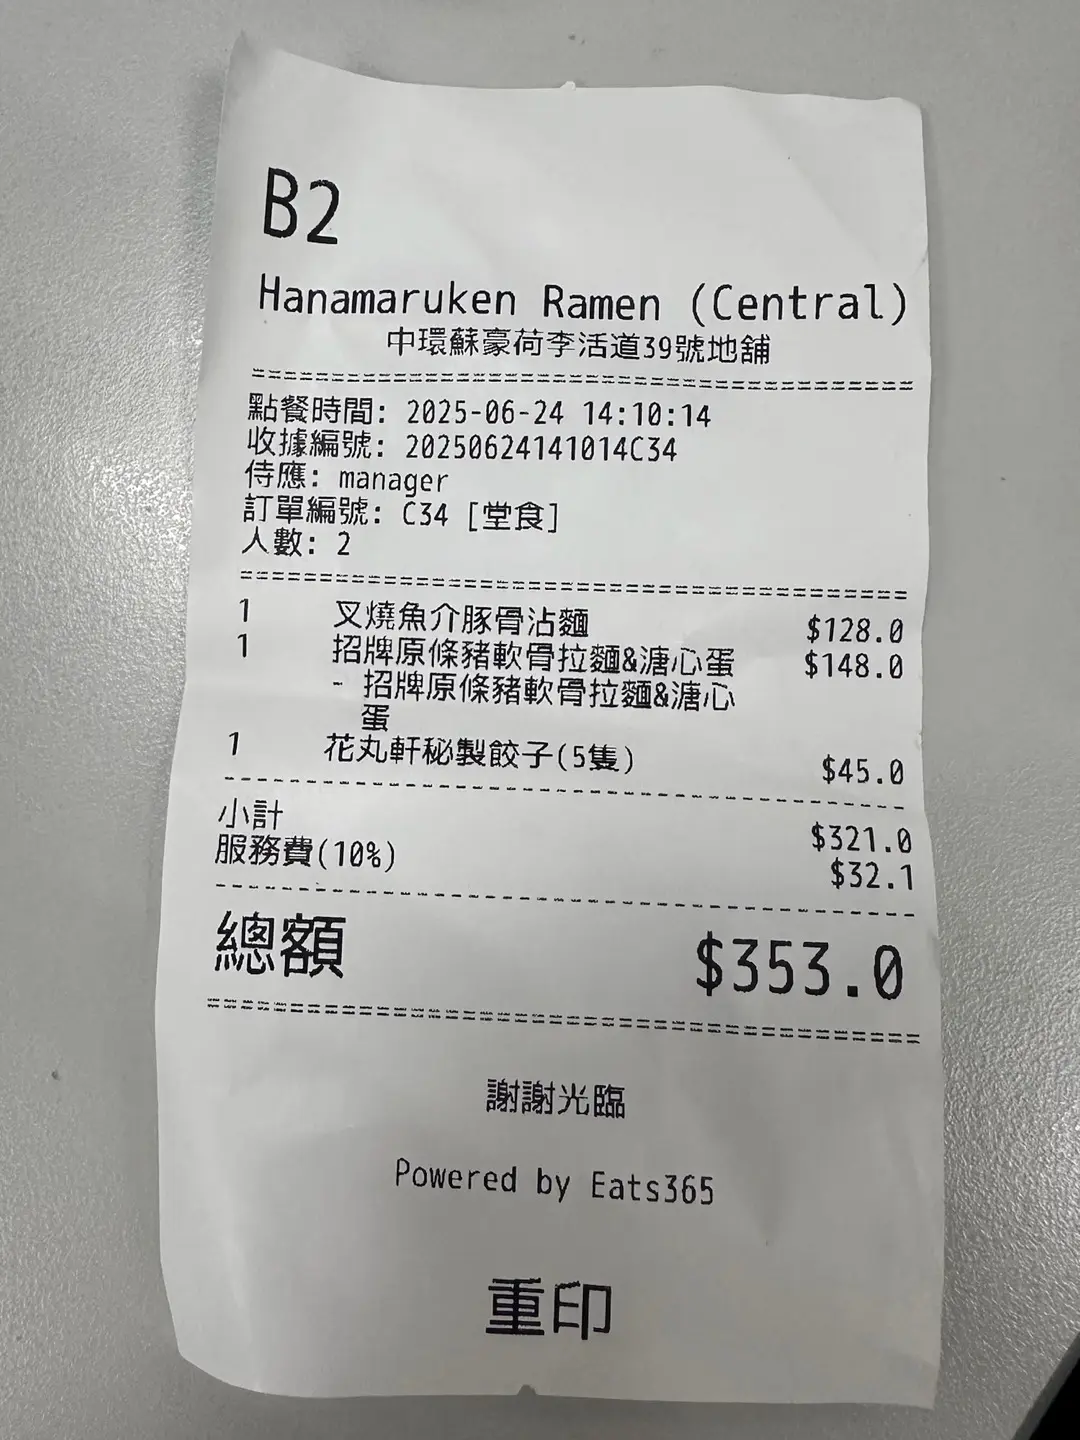 B2
Hanamaruken Ramen (Central)
中環蘇豪荷李活道39號地舖
================================================
點餐時間: 2025-06-24 14:10:14
收據編號: 20250624141014C34
侍應: manager
訂單編號: C34 [堂食]
人數: 2
================================================
1 叉燒魚介豚骨沾麵 $128.0
1 招牌原條豬軟骨拉麵&溏心蛋 $148.0
- 招牌原條豬軟骨拉麵&溏心
蛋
1 花丸軒秘製餃子(5隻) $45.0
------------------------------------------------
小計 $321.0
服務費(10%) $32.1
------------------------------------------------
總額 $353.0
================================================
謝謝光臨
Powered by Eats365
重印